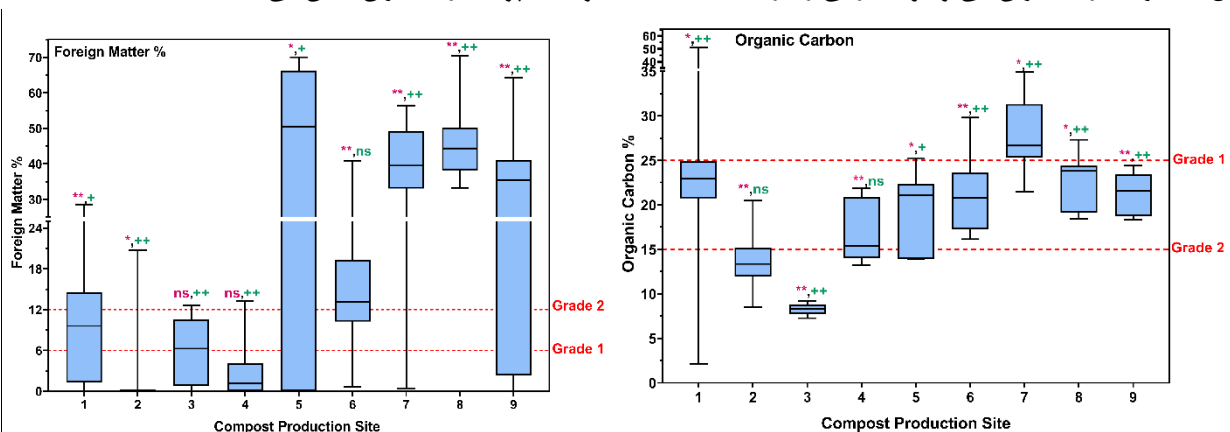 Foreign Matter %
Foreign Matter %
70
60
50
40
30
24
18
12
6
0
**,+
*,++
ns,++
ns,++
*,+
**,ns
**,++
**,++
**,++
Grade 2
Grade 1
1 2 3 4 5 6 7 8 9
Compost Production Site
Organic Carbon
Organic Carbon %
60
50
40
35
30
25
20
15
10
5
0
*,++
**,ns
**,++
**,ns
*,+
**,++
*,++
*,++
**,++
Grade 1
Grade 2
1 2 3 4 5 6 7 8 9
Compost Production Site